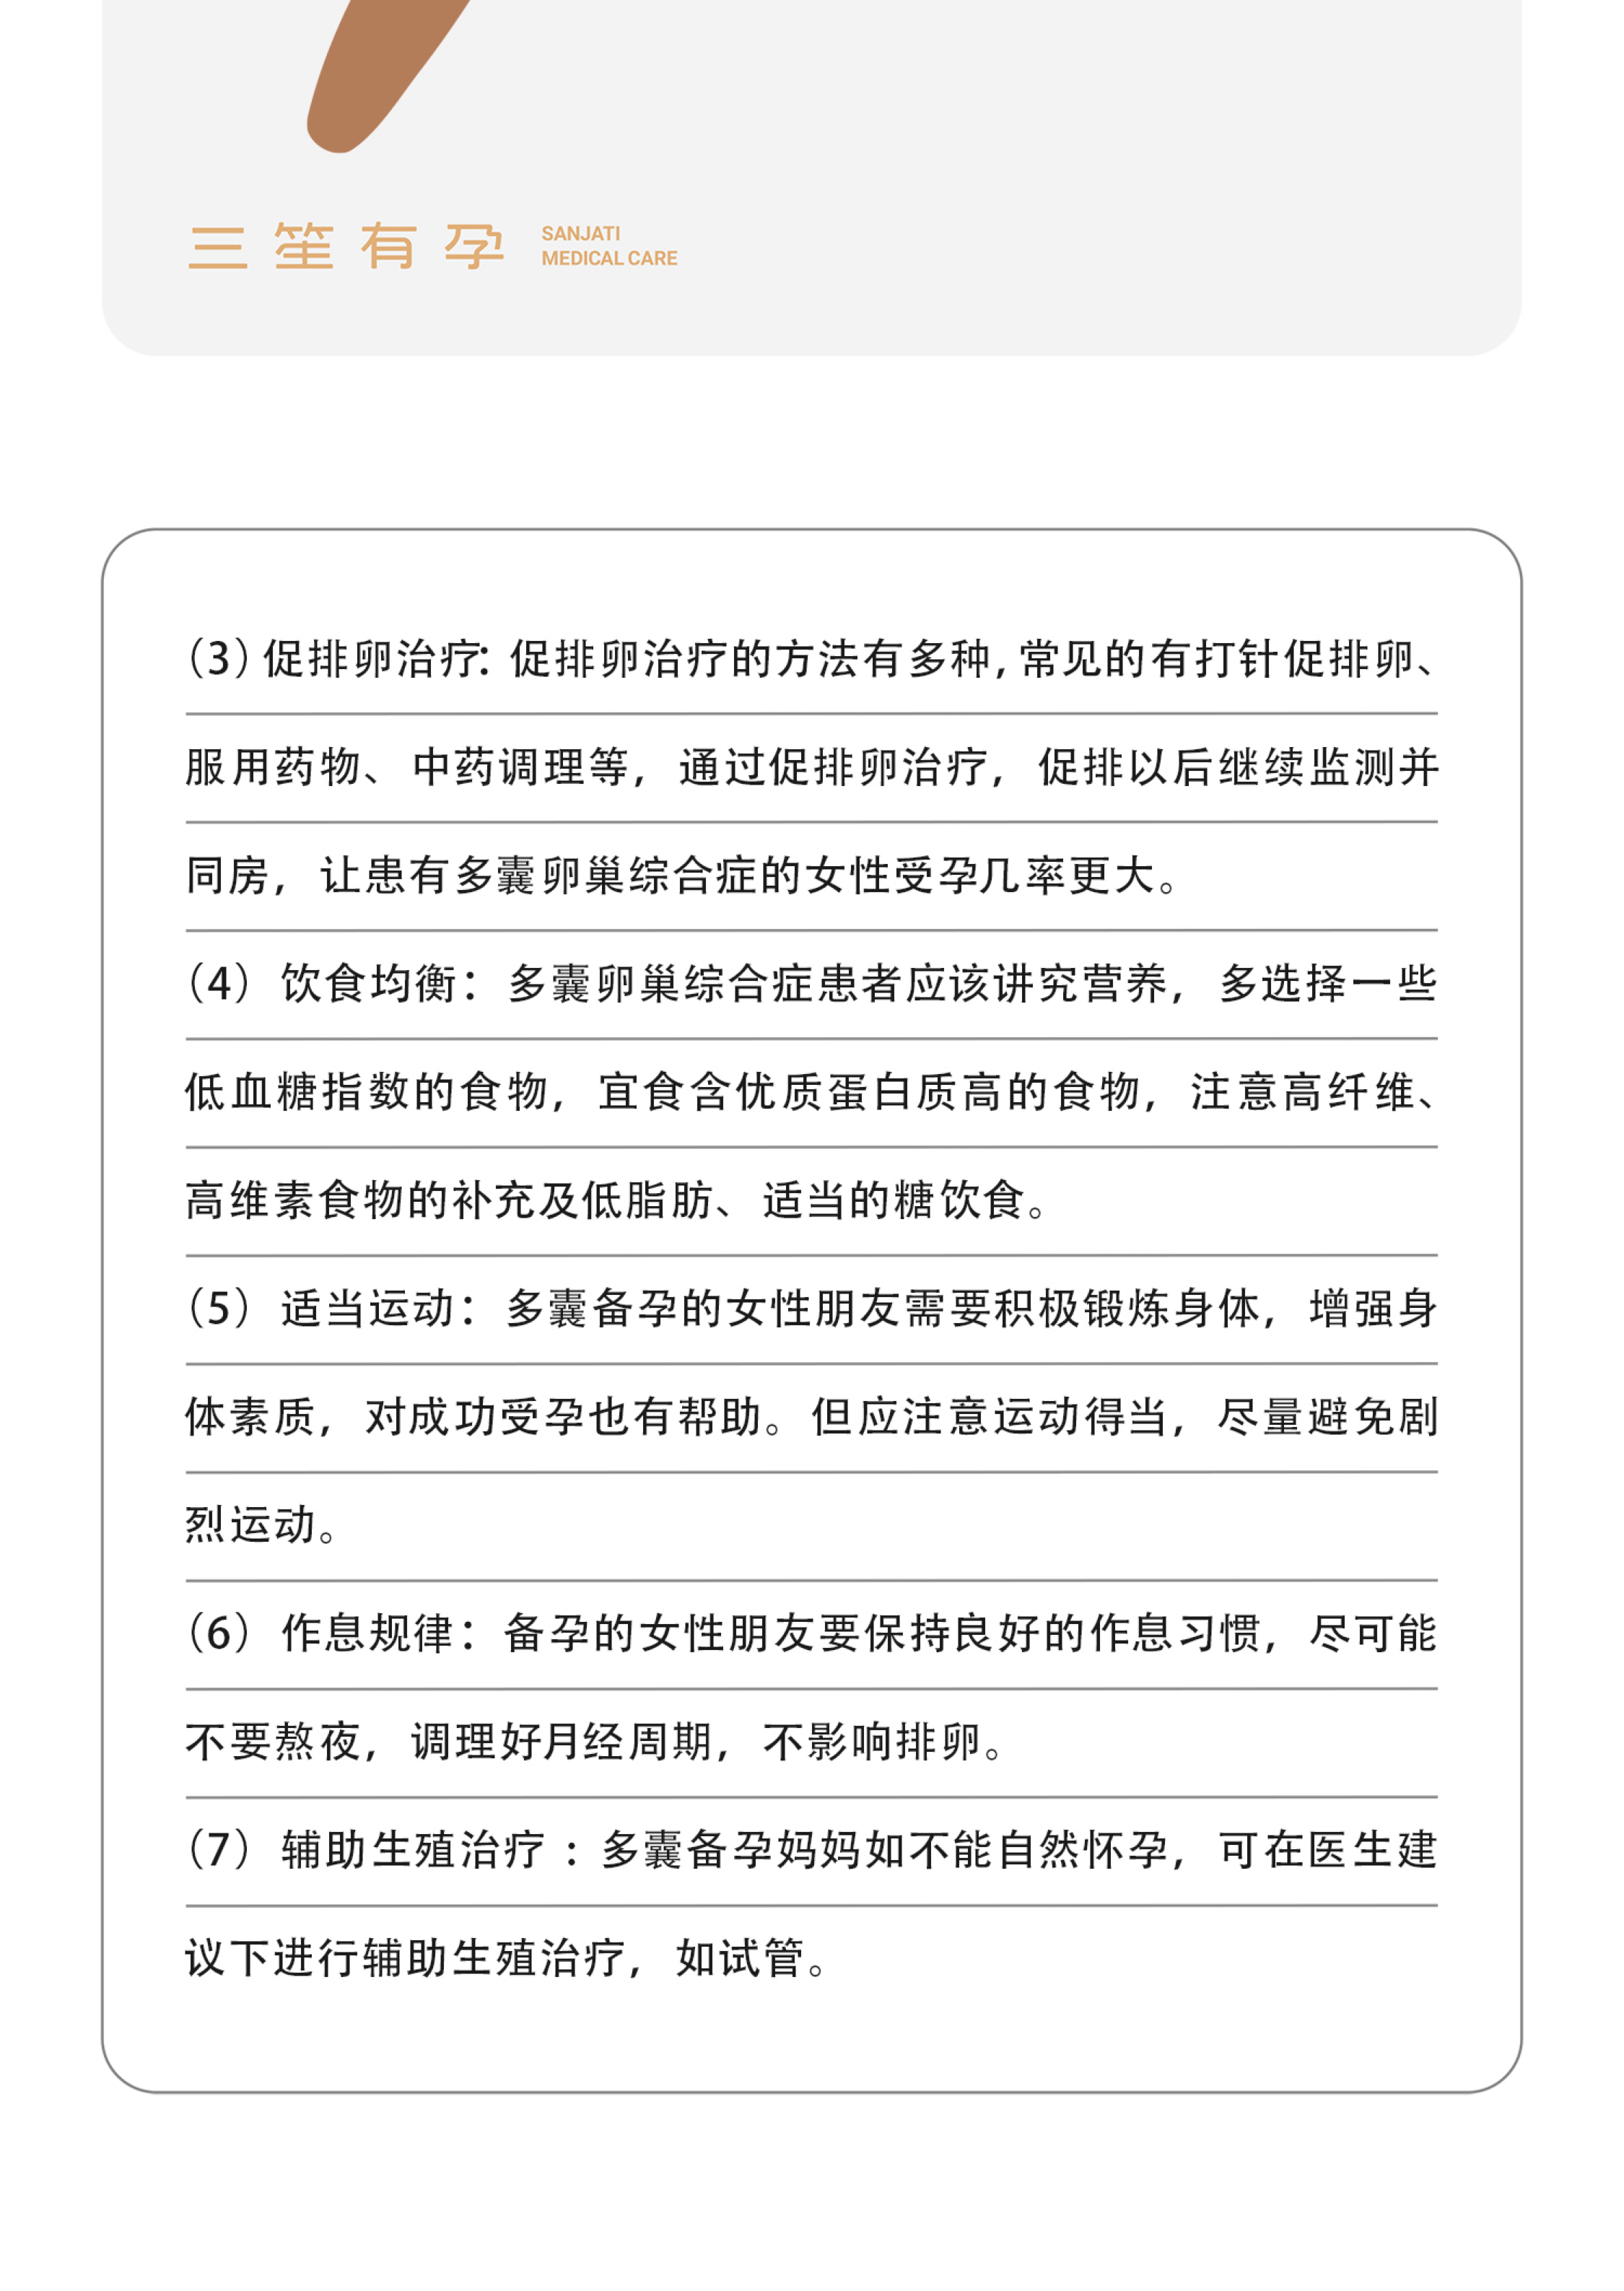 三笙有孕
SANJATI
MEDICAL CARE
（3）促排卵治疗：促排卵治疗的方法有多种，常见的有打针促排卵、
服用药物、中药调理等，通过促排卵治疗，促排以后继续监测并
同房，让患有多囊卵巢综合症的女性受孕几率更大。
（4）饮食均衡：多囊卵巢综合症患者应该讲究营养，多选择一些
低血糖指数的食物，宜食含优质蛋白质高的食物，注意高纤维、
高维素食物的补充及低脂肪、适当的糖饮食。
（5）适当运动：多囊备孕的女性朋友需要积极锻炼身体，增强身
体素质，对成功受孕也有帮助。但应注意运动得当，尽量避免剧
烈运动。
（6）作息规律：备孕的女性朋友要保持良好的作息习惯，尽可能
不要熬夜，调理好月经周期，不影响排卵。
（7）辅助生殖治疗：多囊备孕妈妈如不能自然怀孕，可在医生建
议下进行辅助生殖治疗，如试管。